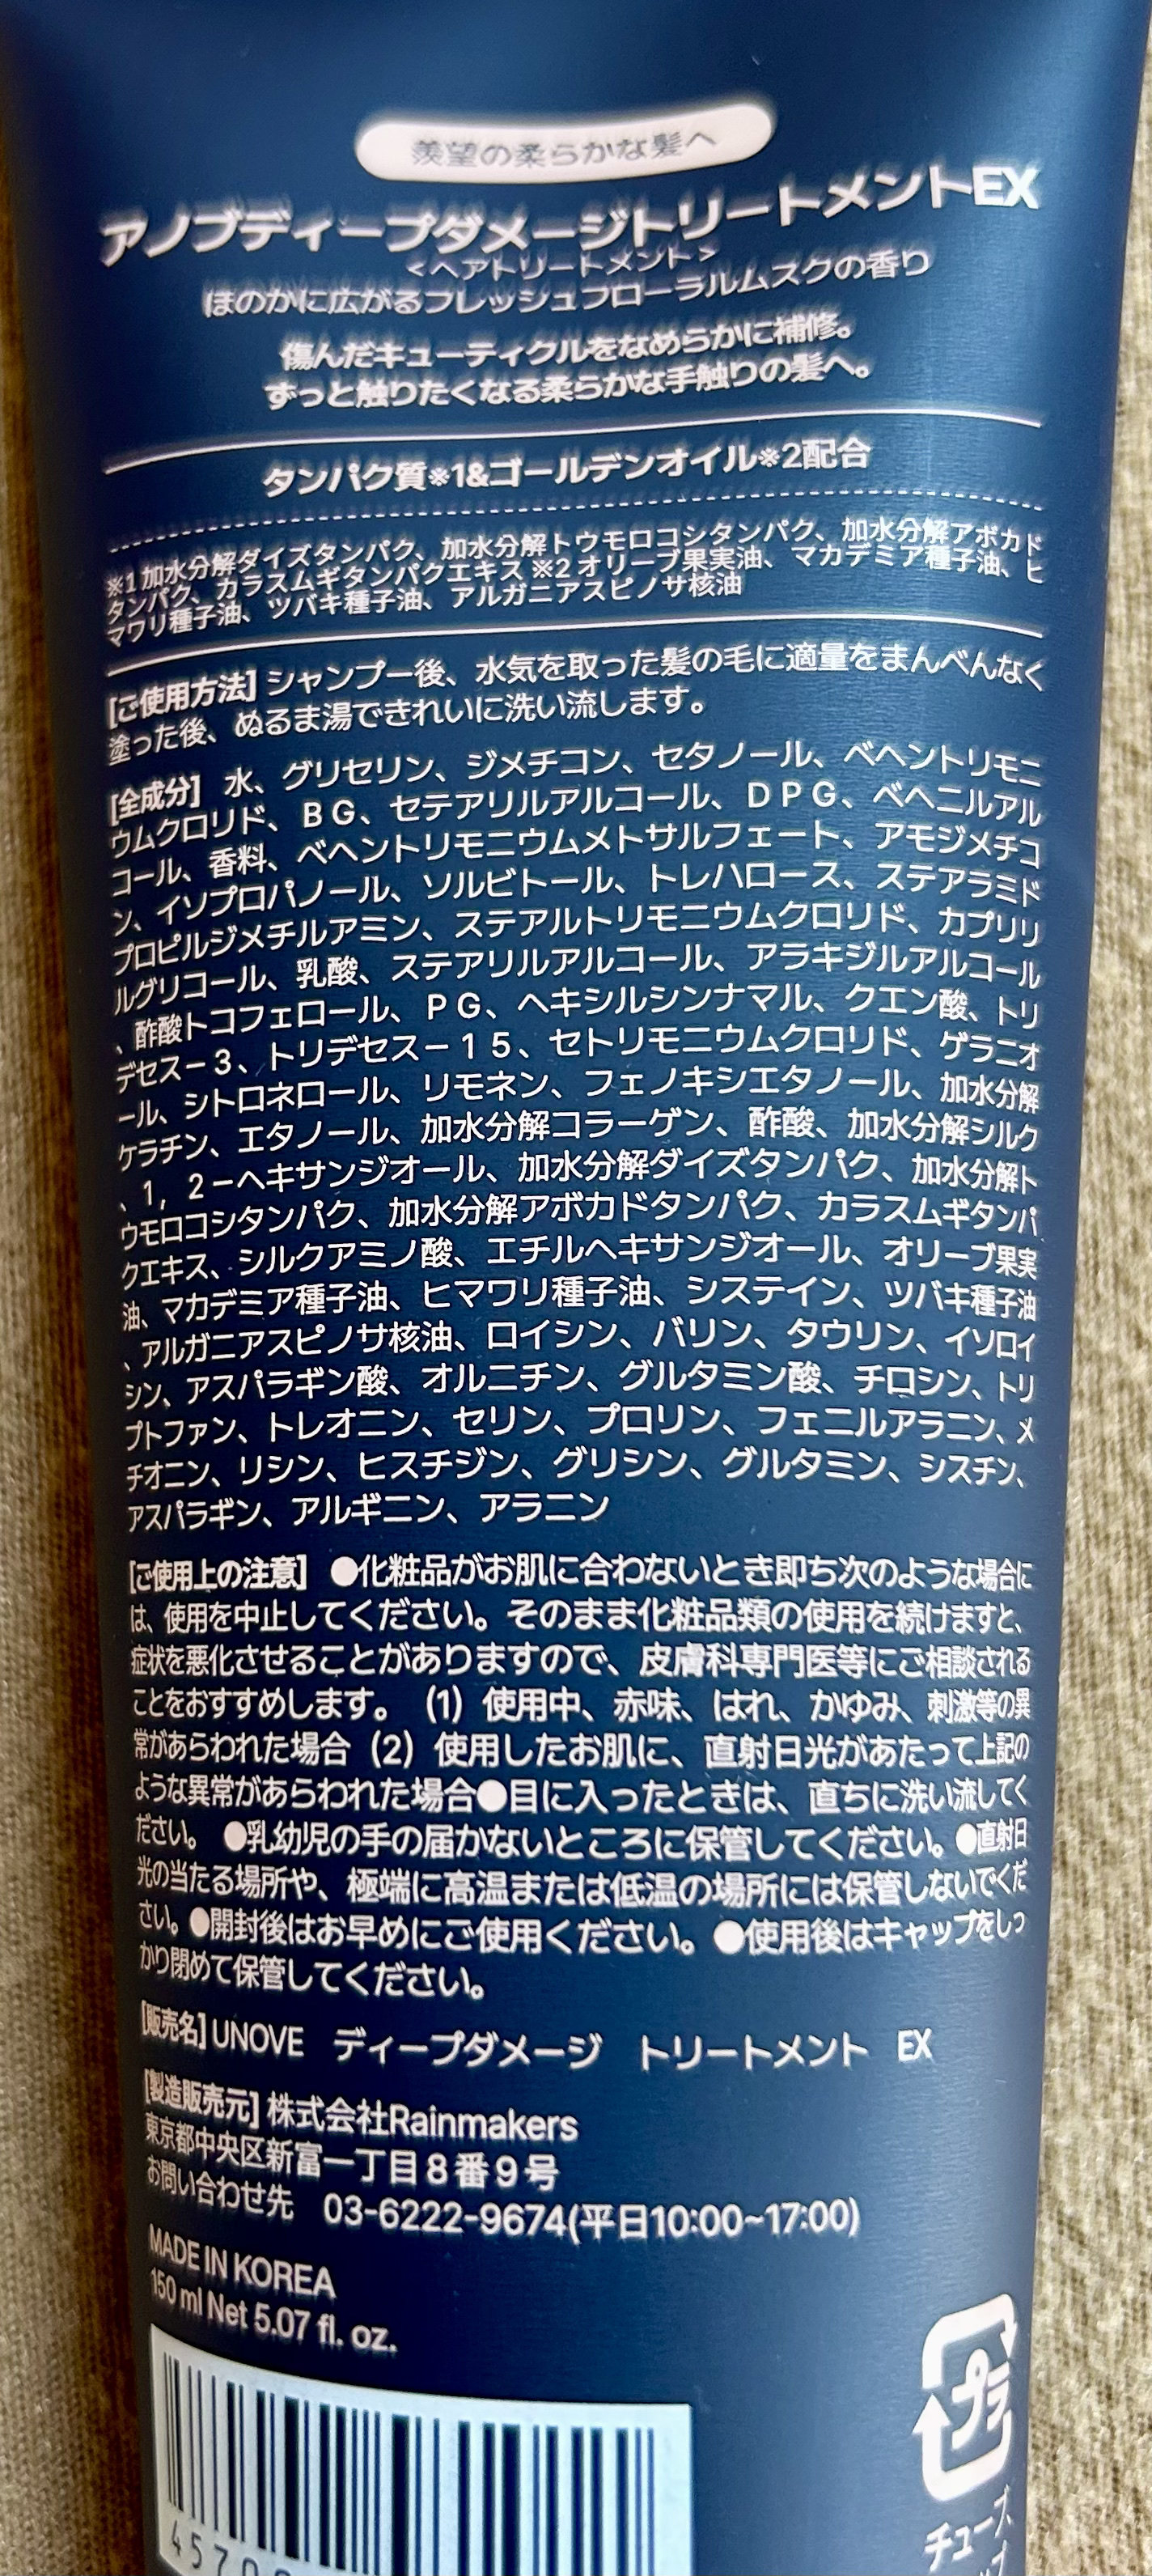 羨望の柔らかな髪へ
アノブディープダメージトリートメントEX
<ヘアトリートメント>
ほのかに広がるフレッシュフローラルムスクの香り
傷んだキューティクルをなめらかに補修。
ずっと触りたくなる柔らかな手触りの髪へ。
タンパク質※1&ゴールデンオイル※2配合
※1 加水分解ダイズタンパク、加水分解トウモロコシタンパク、加水分解アボカド
タンパク、カラスムギタンパクエキス ※2 オリーブ果実油、マカデミア種子油、ヒ
マワリ種子油、ツバキ種子油、アルガニアスピノサ核油
[ご使用方法] シャンプー後、水気を取った髪の毛に適量をまんべんなく
塗った後、ぬるま湯できれいに洗い流します。
[全成分] 水、グリセリン、ジメチコン、セタノール、ベヘントリモニ
ウムクロリド、BG、セテアリルアルコール、DPG、ベヘニルアル
コール、香料、ベヘントリモニウムメトサルフェート、アモジメチコ
ン、イソプロパノール、ソルビトール、トレハロース、ステアラミド
プロピルジメチルアミン、ステアルトリモニウムクロリド、カプリリ
ルグリコール、乳酸、ステアリルアルコール、アラキジルアルコール
、酢酸トコフェロール、PG、ヘキシルシンナマル、クエン酸、トリ
デセス－3、トリデセス－15、セトリモニウムクロリド、ゲラニオ
ール、シトロネロール、リモネン、フェノキシエタノール、加水分解
ケラチン、エタノール、加水分解コラーゲン、酢酸、加水分解シルク
、1，2－ヘキサンジオール、加水分解ダイズタンパク、加水分解ト
ウモロコシタンパク、加水分解アボカドタンパク、カラスムギタンパ
クエキス、シルクアミノ酸、エチルヘキサンジオール、オリーブ果実
油、マカデミア種子油、ヒマワリ種子油、システイン、ツバキ種子油
、アルガニアスピノサ核油、ロイシン、バリン、タウリン、イソロイ
シン、アスパラギン酸、オルニチン、グルタミン酸、チロシン、トリ
プトファン、トレオニン、セリン、プロリン、フェニルアラニン、メ
チオニン、リシン、ヒスチジン、グリシン、グルタミン、シスチン、
アスパラギン、アルギニン、アラニン
[ご使用上の注意] ●化粧品がお肌に合わないとき即ち次のような場合に
は、使用を中止してください。そのまま化粧品類の使用を続けますと、
症状を悪化させることがありますので、皮膚科専門医等にご相談される
ことをおすすめします。 (1) 使用中、赤味、はれ、かゆみ、刺激等の異
常があらわれた場合 (2) 使用したお肌に、直射日光があたって上記の
ような異常があらわれた場合●目に入ったときは、直ちに洗い流してく
ださい。 ●乳幼児の手の届かないところに保管してください。●直射日
光の当たる場所や、極端に高温または低温の場所には保管しないでくだ
さい。●開封後はお早めにご使用ください。●使用後はキャップをしっ
かり閉めて保管してください。
[販売名] UNOVE ディープダメージ トリートメント EX
[製造販売元] 株式会社Rainmakers
東京都中央区新富一丁目8番9号
お問い合わせ先 03-6222-9674(平日10:00~17:00)
MADE IN KOREA
150 ml Net 5.07 fl. oz.
プラ
チューブ
4570